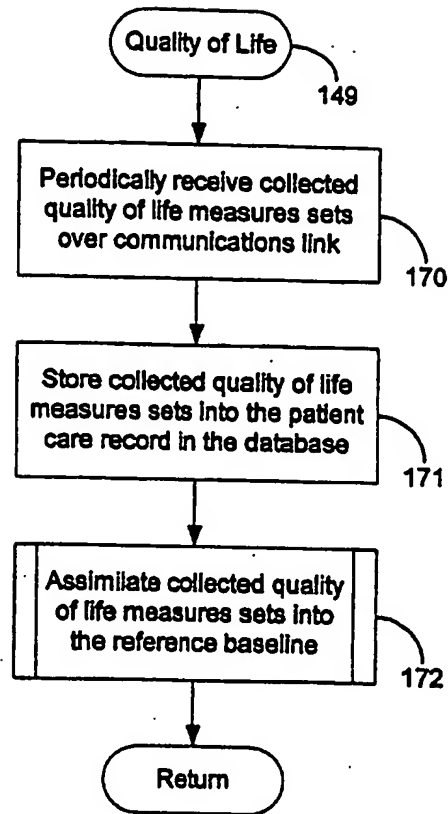 Quality of Life
149
Periodically receive collected
quality of life measures sets
over communications link
170
Store collected quality of life
measures sets into the patient
care record in the database
171
Assimilate collected quality
of life measures sets into
the reference baseline
172
Return